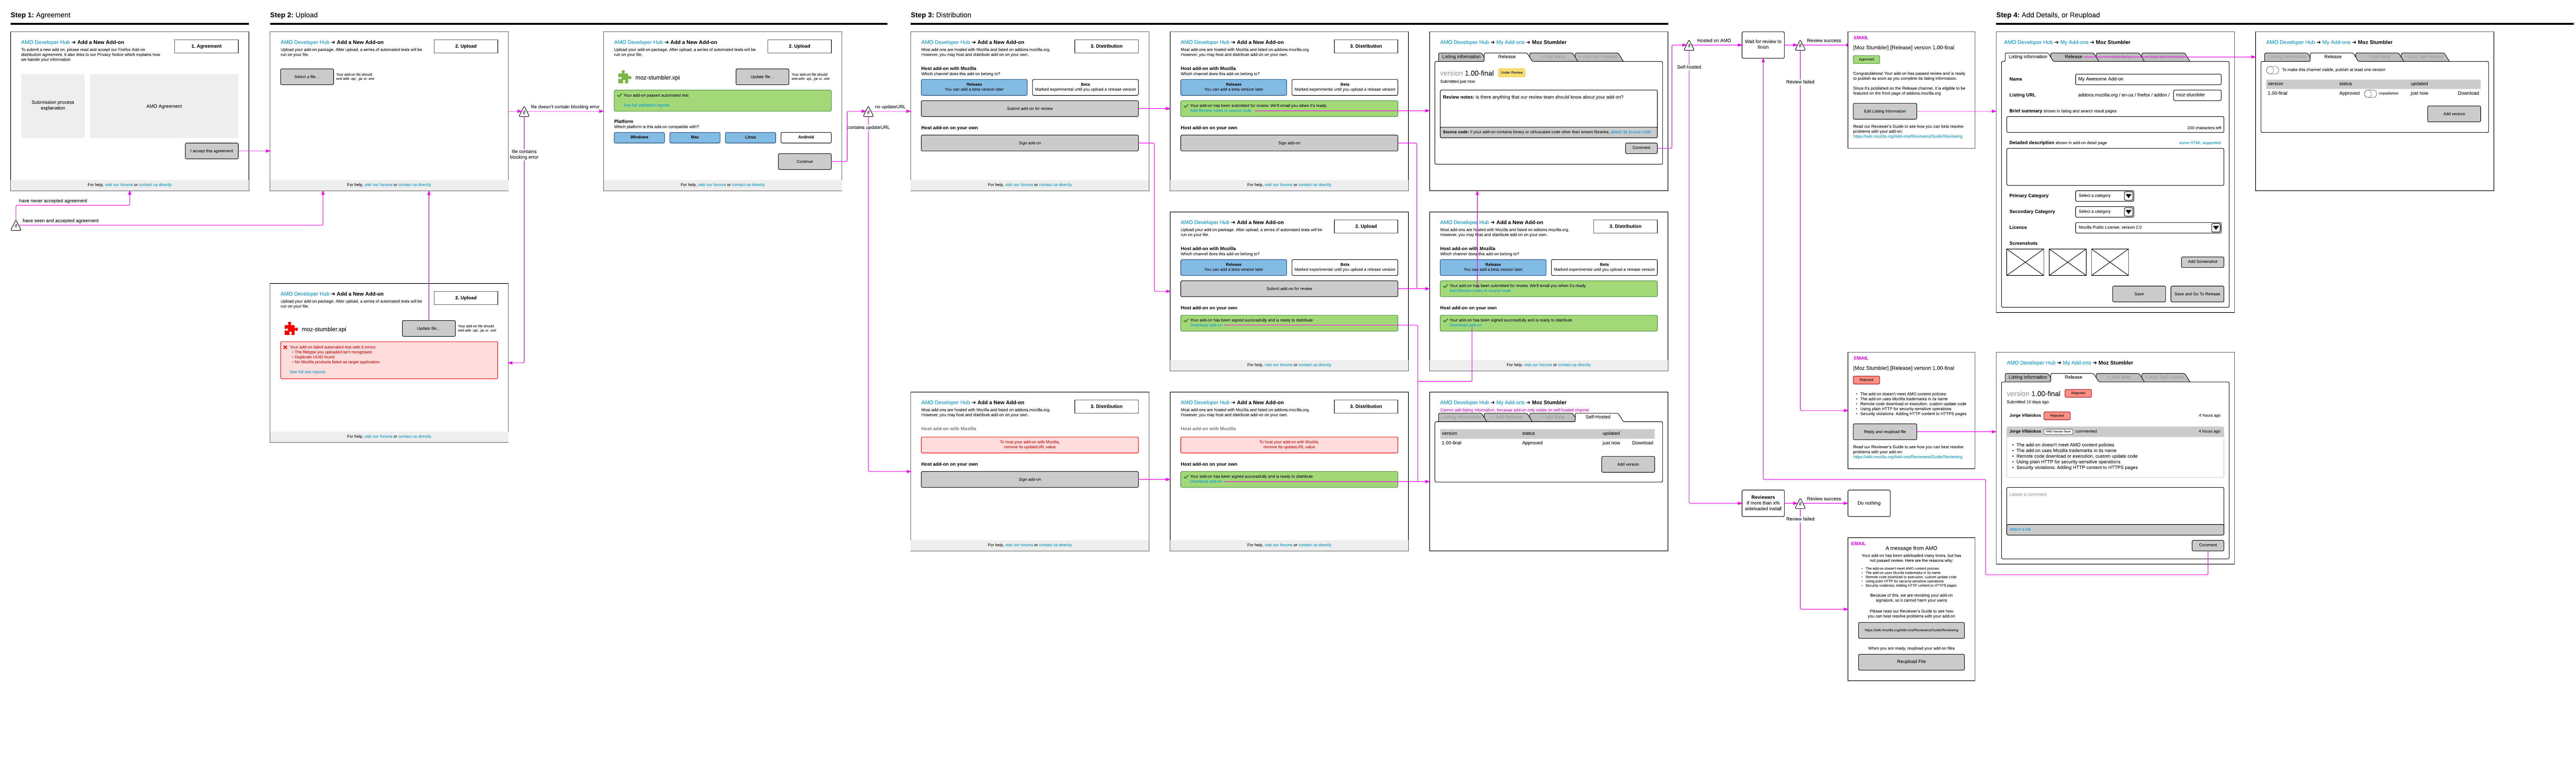 Step 1: Agreement
AMO Developer Hub ➔ Add a New Add-on
To submit a new add-on, please read and accept our Firefox Add-on
distribution agreement. It also links to our Privacy Notice which explains how
we handle your information
1. Agreement
Submission process
explanation
AMO Agreement
I accept this agreement
For help, visit our forums or contact us directly
have never accepted agreement
have seen and accepted agreement
Step 2: Upload
AMO Developer Hub ➔ Add a New Add-on
Upload your add-on package. After upload, a series of automated tests will be
run on your file.
2. Upload
Select a file...
Your add-on file should
end with .xpi, .jar or .xml
For help, visit our forums or contact us directly
file doesn't contain blocking error
file contains
blocking error
AMO Developer Hub ➔ Add a New Add-on
Upload your add-on package. After upload, a series of automated tests will be
run on your file.
2. Upload
moz-stumbler.xpi
Update file...
Your add-on file should
end with .xpi, .jar or .xml
Your add-on failed automated test with 3 errors:
• The filetype you uploaded isn't recognised
• Duplicate UUID found
• No Mozilla products listed as target application
See full test reports
For help, visit our forums or contact us directly
AMO Developer Hub ➔ Add a New Add-on
Upload your add-on package. After upload, a series of automated tests will be
run on your file.
2. Upload
moz-stumbler.xpi
Update file...
Your add-on file should
end with .xpi, .jar or .xml
Your add-on passed automated test.
See full validation reports
Platform
Which platform is this add-on compatible with?
Windows
Mac
Linux
Android
Continue
For help, visit our forums or contact us directly
no updateURL
contains updateURL
Step 3: Distribution
AMO Developer Hub ➔ Add a New Add-on
Most add-ons are hosted with Mozilla and listed on addons.mozilla.org.
However, you may host and distribute add-on on your own.
3. Distribution
Host add-on with Mozilla
Which channel does this add-on belong to?
Release
You can add a beta version later
Beta
Marked experimental until you upload a release version
Submit add-on for review
Host add-on on your own
Sign add-on
For help, visit our forums or contact us directly
AMO Developer Hub ➔ Add a New Add-on
Most add-ons are hosted with Mozilla and listed on addons.mozilla.org.
However, you may host and distribute add-on on your own.
3. Distribution
Host add-on with Mozilla
Which channel does this add-on belong to?
Release
You can add a beta version later
Beta
Marked experimental until you upload a release version
Your add-on has been submitted for review. We'll email you when it's ready.
Add Review notes or source code
Host add-on on your own
Sign add-on
For help, visit our forums or contact us directly
AMO Developer Hub ➔ My Add-ons ➔ Moz Stumbler
Listing information
Release
version 1.00-final
Under Review
Submitted just now
Review notes: is there anything that our review team should know about your add-on?
Source code: If your add-on contains binary or obfuscated code other than known libraries, attach its source code
Comment
AMO Developer Hub ➔ Add a New Add-on
Upload your add-on package. After upload, a series of automated tests will be
run on your file.
2. Upload
Host add-on with Mozilla
Which channel does this add-on belong to?
Release
You can add a beta version later
Beta
Marked experimental until you upload a release version
Submit add-on for review
Host add-on on your own
Your add-on has been signed successfully and is ready to distribute
Download add-on
For help, visit our forums or contact us directly
AMO Developer Hub ➔ Add a New Add-on
Most add-ons are hosted with Mozilla and listed on addons.mozilla.org.
However, you may host and distribute add-on on your own.
3. Distribution
Host add-on with Mozilla
Which channel does this add-on belong to?
Release
You can add a beta version later
Beta
Marked experimental until you upload a release version
Your add-on has been submitted for review. We'll email you when it's ready.
Add Review notes or source code
Host add-on on your own
Your add-on has been signed successfully and is ready to distribute
Download add-on
For help, visit our forums or contact us directly
AMO Developer Hub ➔ Add a New Add-on
Most add-ons are hosted with Mozilla and listed on addons.mozilla.org.
However, you may host and distribute add-on on your own.
3. Distribution
Host add-on with Mozilla
To host your add-on with Mozilla,
remove its updateURL value
Host add-on on your own
Sign add-on
For help, visit our forums or contact us directly
AMO Developer Hub ➔ Add a New Add-on
Most add-ons are hosted with Mozilla and listed on addons.mozilla.org.
However, you may host and distribute add-on on your own.
3. Distribution
Host add-on with Mozilla
To host your add-on with Mozilla,
remove its updateURL value
Host add-on on your own
Your add-on has been signed successfully and is ready to distribute
Download add-on
For help, visit our forums or contact us directly
AMO Developer Hub ➔ My Add-ons ➔ Moz Stumbler
Cannot add listing information, because add-on only exists on self-hosted channel
Self-Hosted
version status updated
1.00-final Approved just now Download
Add version
Hosted on AMO
Self-hosted
Wait for review to
finish
Review success
Review failed
Reviewers
If more than x%
sideloaded install
Review success
Review failed
Do nothing
EMAIL
[Moz Stumbler] [Release] version 1.00-final
Approved
Congratulations! Your add-on has passed review and is ready
to publish as soon as you complete its listing information.
Since it's published on the Release channel, it is eligible to be
featured on the front page of addons.mozilla.org
Edit Listing Information
Read our Reviewer's Guide to see how you can best resolve
problems with your add-on:
https://wiki.mozilla.org/Add-ons/Reviewers/Guide/Reviewing
EMAIL
[Moz Stumbler] [Release] version 1.00-final
Rejected
• The add-on doesn't meet AMO content policies
• The add-on uses Mozilla trademarks in its name
• Remote code download or execution, custom update code
• Using plain HTTP for security-sensitive operations
• Security violations: Adding HTTP content to HTTPS pages
Reply and reupload file
Read our Reviewer's Guide to see how you can best resolve
problems with your add-on:
https://wiki.mozilla.org/Add-ons/Reviewers/Guide/Reviewing
EMAIL
A message from AMO
Your add-on has been sideloaded many times, but has
not passed review. Here are the reasons why:
• The add-on doesn't meet AMO content policies
• The add-on uses Mozilla trademarks in its name
• Remote code download or execution, custom update code
• Using plain HTTP for security-sensitive operations
• Security violations: Adding HTTP content to HTTPS pages
Because of this, we are revoking your add-on
signature, so it cannot harm your users
Please read our Reviewer's Guide to see how
you can best resolve problems with your add-on
https://wiki.mozilla.org/Add-ons/Reviewers/Guide/Reviewing
When you are ready, reupload your add-on files
Reupload File
Step 4: Add Details, or Reupload
AMO Developer Hub ➔ My Add-ons ➔ Moz Stumbler
Listing information
Release
Name
My Awesome Add-on
Listing URL
addons.mozilla.org / en-us / firefox / addon /
moz-stumbler
Brief summary shown in listing and search result pages
200 characters left
Detailed description shown in add-on detail page
some HTML supported
Primary Category
Select a category
Secondary Category
Select a category
Licence
Mozilla Public License, version 2.0
Screenshots
Add Screenshot
Save
Save and Go To Release
AMO Developer Hub ➔ My Add-ons ➔ Moz Stumbler
Release
To make this channel visible, publish at least one version
version status updated
1.00-final Approved unpublished just now Download
Add version
AMO Developer Hub ➔ My Add-ons ➔ Moz Stumbler
Listing information
Release
version 1.00-final
Rejected
Submitted 10 days ago
Jorge Villalobos Rejected 4 hours ago
Jorge Villalobos AMO Review Team commented 4 hours ago
• The add-on doesn't meet AMO content policies
• The add-on uses Mozilla trademarks in its name
• Remote code download or execution, custom update code
• Using plain HTTP for security-sensitive operations
• Security violations: Adding HTTP content to HTTPS pages
Leave a comment
Attach a file
Comment